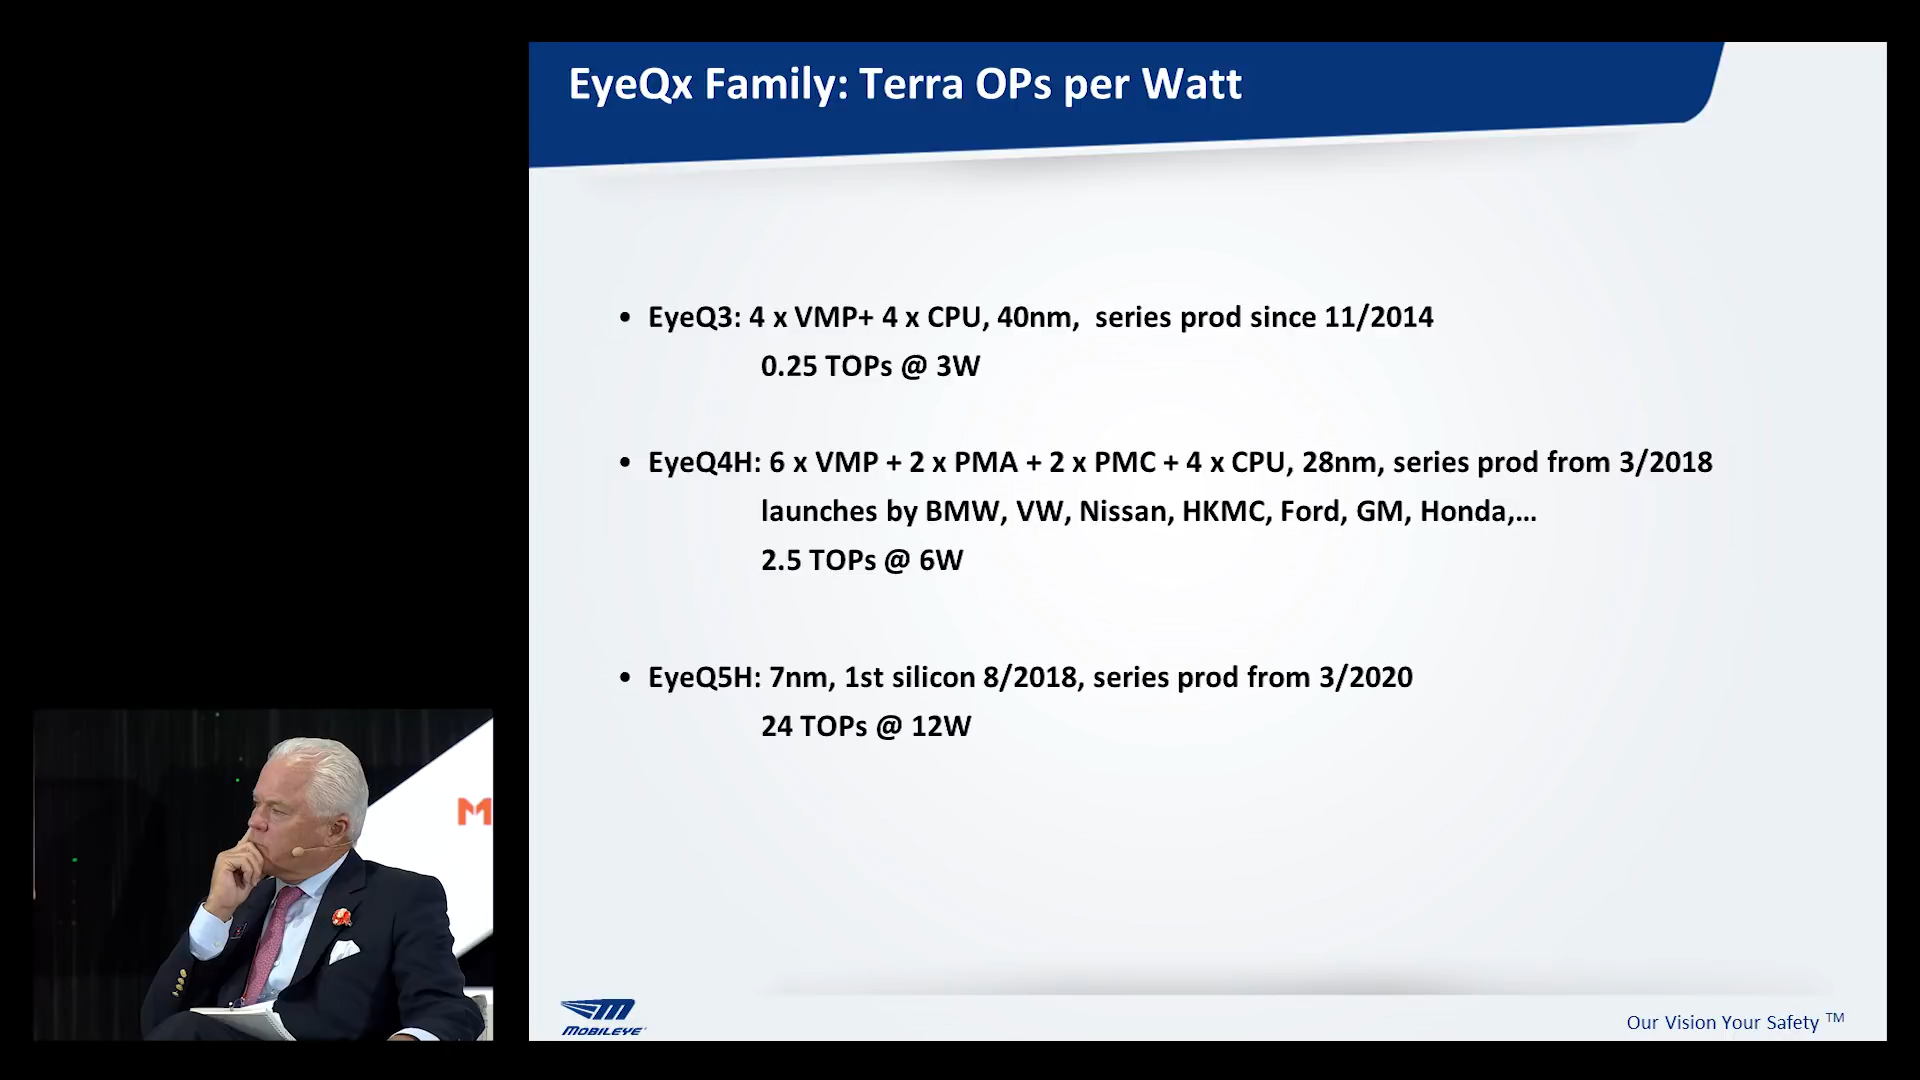 EyeQx Family: Terra OPs per Watt
• EyeQ3: 4 x VMP+ 4 x CPU, 40nm,  series prod since 11/2014
0.25 TOPs @ 3W
• EyeQ4H: 6 x VMP + 2 x PMA + 2 x PMC + 4 x CPU, 28nm, series prod from 3/2018
launches by BMW, VW, Nissan, HKMC, Ford, GM, Honda,…
2.5 TOPs @ 6W
• EyeQ5H: 7nm, 1st silicon 8/2018, series prod from 3/2020
24 TOPs @ 12W
M
MOBILEYE
Our Vision Your Safety TM